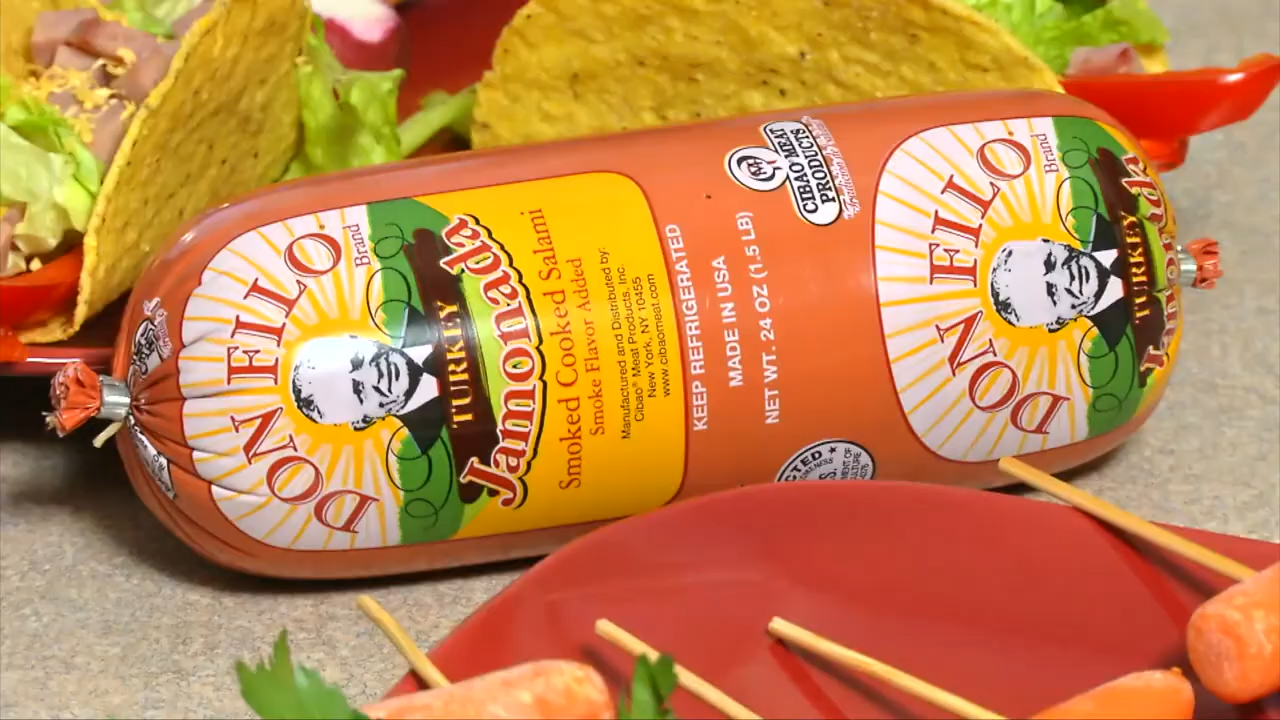 DON FILO
Brand
TURKEY
Jamonada
Smoked Cooked Salami
Smoke Flavor Added
Manufactured and Distributed by:
Cibao® Meat Products, Inc.
New York, NY 10455
www.cibaomeat.com
KEEP REFRIGERATED
MADE IN USA
NET WT. 24 OZ (1.5 LB)
CIBAO MEAT
PRODUCTS
DON FILO
Brand
TURKEY
Jamonada